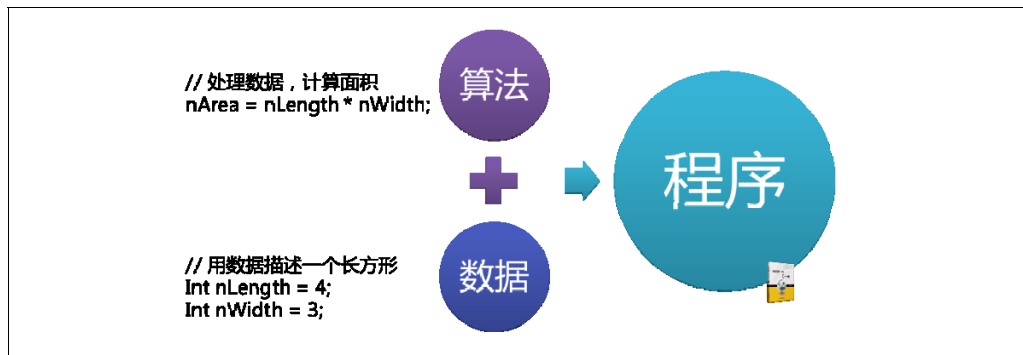 // 处理数据，计算面积
nArea = nLength * nWidth;
算法
程序
// 用数据描述一个长方形
Int nLength = 4;
Int nWidth = 3;
数据